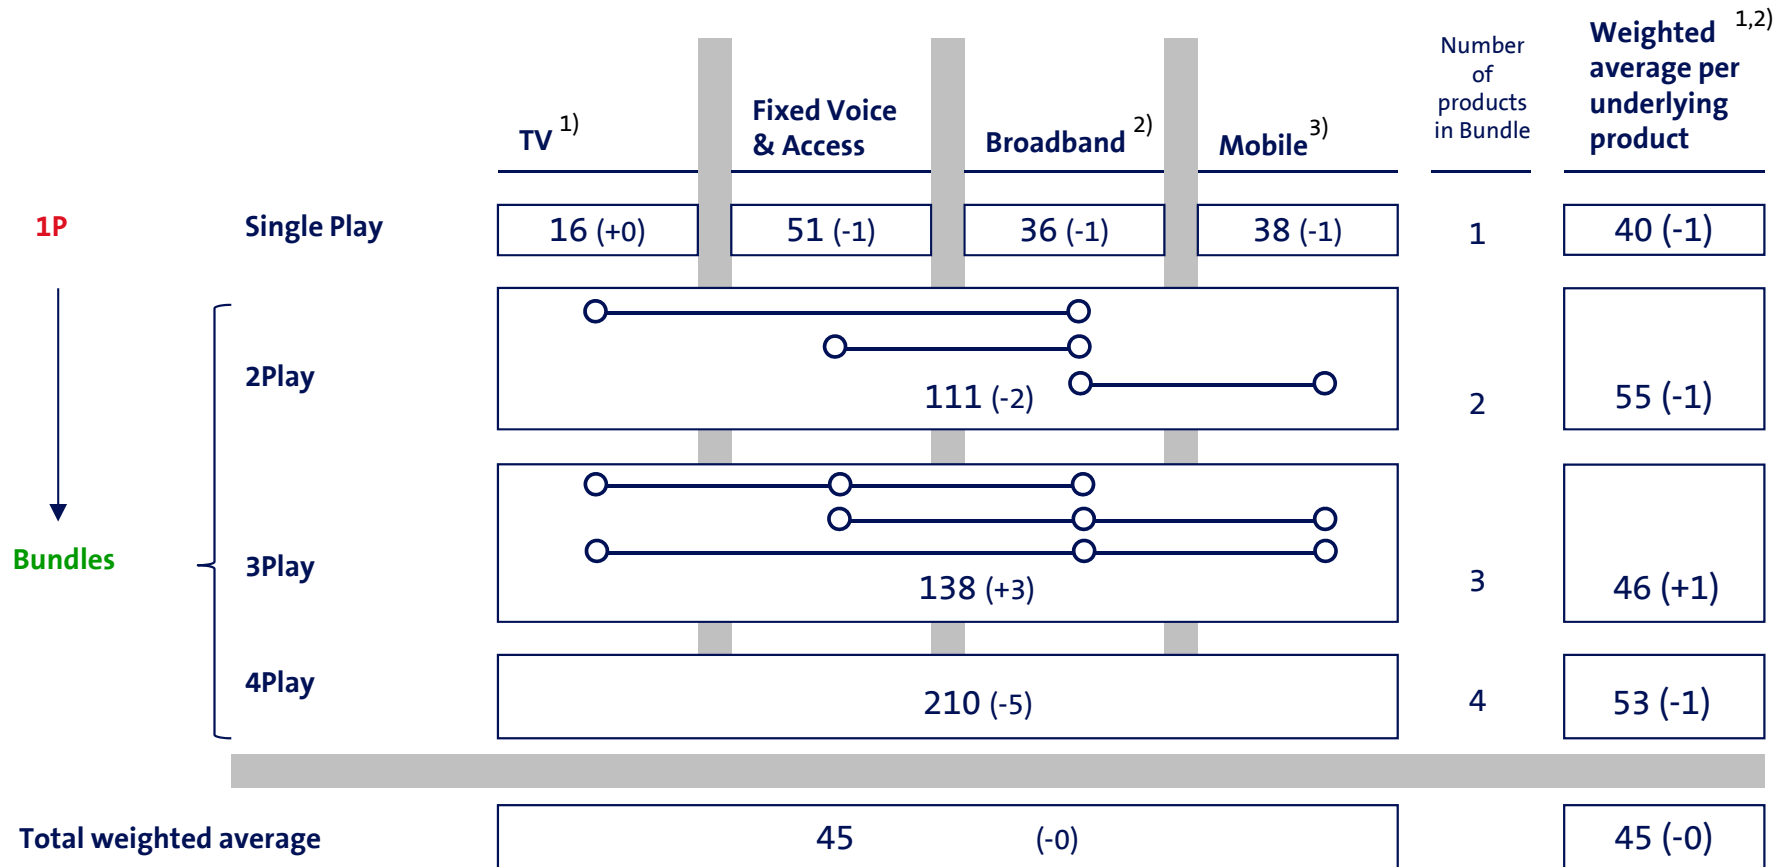 TV 1)
Fixed Voice
& Access
Broadband 2)
Mobile 3)
Number
of
products
in Bundle
Weighted 1,2)
average per
underlying
product
1P
Single Play
16 (+0)
51 (-1)
36 (-1)
38 (-1)
1
40 (-1)
2Play
111 (-2)
2
55 (-1)
Bundles
3Play
138 (+3)
3
46 (+1)
4Play
210 (-5)
4
53 (-1)
Total weighted average
45 (-0)
45 (-0)